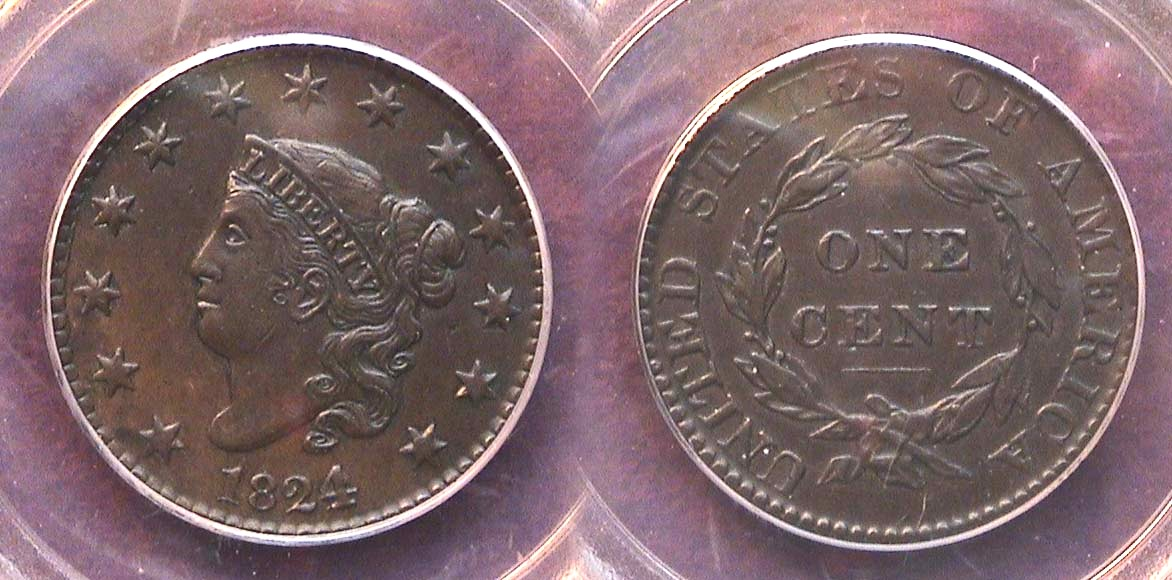 LIBERTY
1824
UNITED STATES OF AMERICA
ONE
CENT